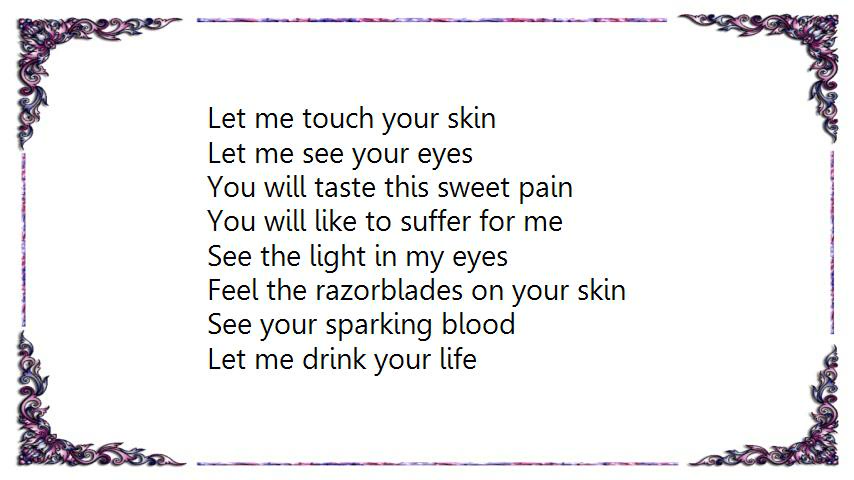 Let me touch your skin
Let me see your eyes
You will taste this sweet pain
You will like to suffer for me
See the light in my eyes
Feel the razorblades on your skin
See your sparking blood
Let me drink your life